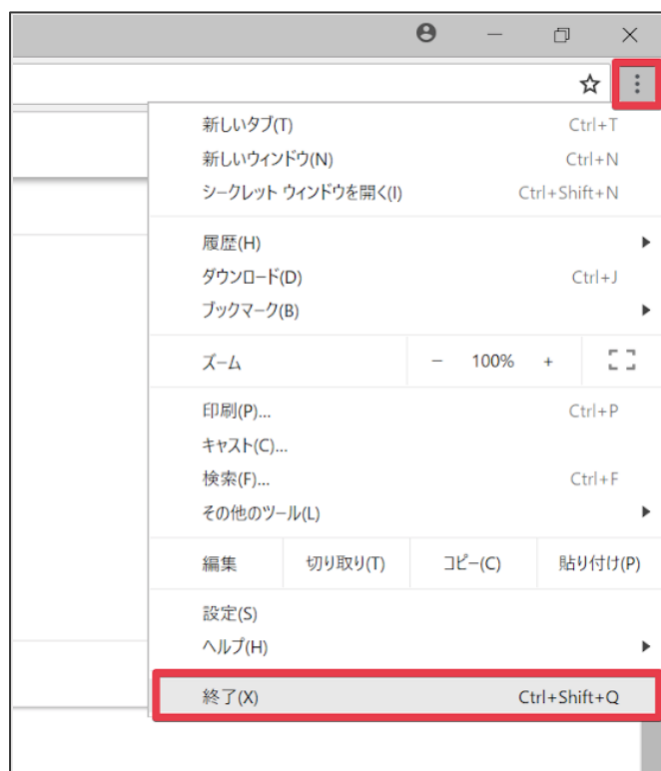 新しいタブ(T) Ctrl+T
新しいウィンドウ(N) Ctrl+N
シークレット ウィンドウを開く(I) Ctrl+Shift+N
履歴(H)
ダウンロード(D) Ctrl+J
ブックマーク(B)
ズーム － 100% +
印刷(P)... Ctrl+P
キャスト(C)...
検索(F)... Ctrl+F
その他のツール(L)
編集 切り取り(T) コピー(C) 貼り付け(P)
設定(S)
ヘルプ(H)
終了(X) Ctrl+Shift+Q